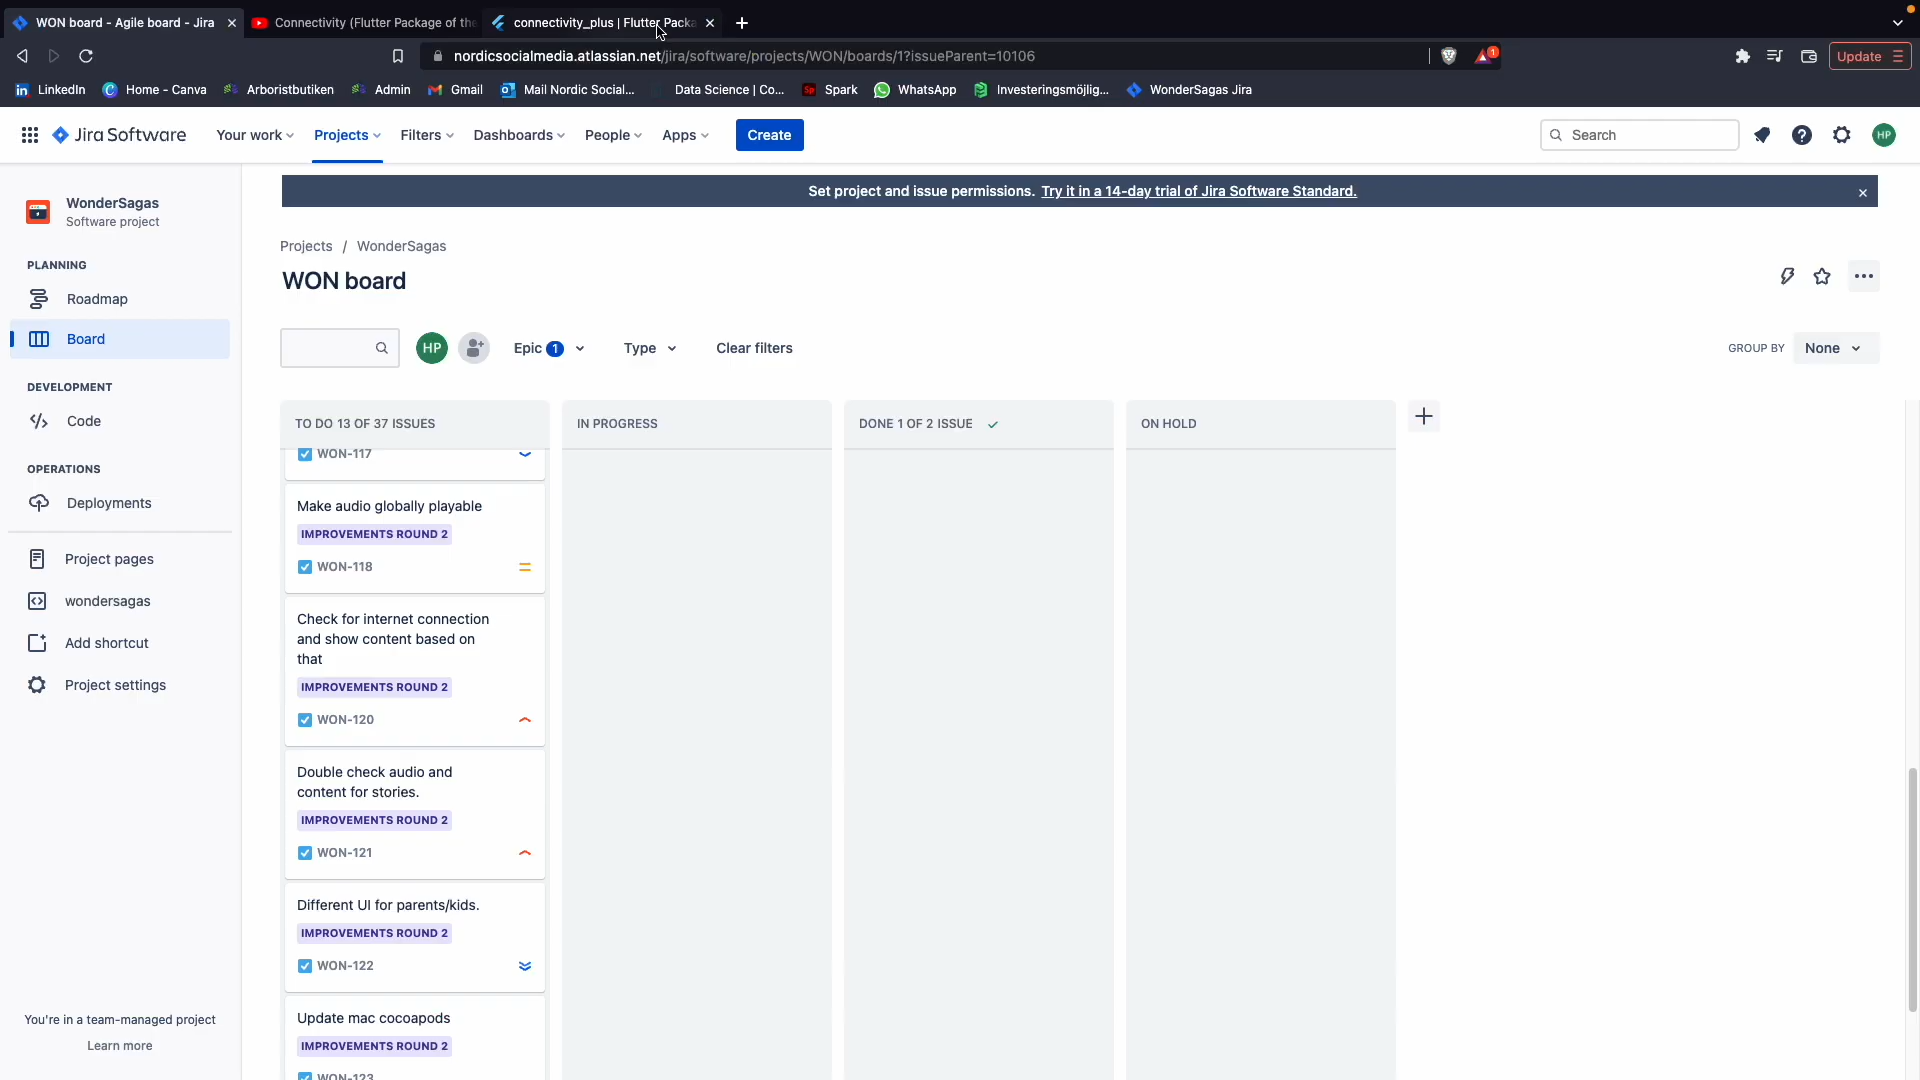 WON board - Agile board - Jira
Connectivity (Flutter Package of the
connectivity_plus | Flutter Packa
nordicsocialmedia.atlassian.net/jira/software/projects/WON/boards/1?issueParent=10106
1
Update
LinkedIn
Home - Canva
Arboristbutiken
Admin
Gmail
Mail Nordic Social...
Data Science | Co...
Sp Spark
WhatsApp
Investeringsmöjlig...
WonderSagas Jira
Jira Software
Your work
Projects
Filters
Dashboards
People
Apps
Create
Search
HP
WonderSagas
Software project
Set project and issue permissions. Try it in a 14-day trial of Jira Software Standard.
PLANNING
Roadmap
Board
DEVELOPMENT
Code
OPERATIONS
Deployments
Project pages
wondersagas
Add shortcut
Project settings
You're in a team-managed project
Learn more
Projects / WonderSagas
WON board
HP
Epic 1
Type
Clear filters
GROUP BY
None
TO DO 13 OF 37 ISSUES
IN PROGRESS
DONE 1 OF 2 ISSUE
ON HOLD
WON-117
Make audio globally playable
IMPROVEMENTS ROUND 2
WON-118
Check for internet connection
and show content based on
that
IMPROVEMENTS ROUND 2
WON-120
Double check audio and
content for stories.
IMPROVEMENTS ROUND 2
WON-121
Different UI for parents/kids.
IMPROVEMENTS ROUND 2
WON-122
Update mac cocoapods
IMPROVEMENTS ROUND 2
WON-123